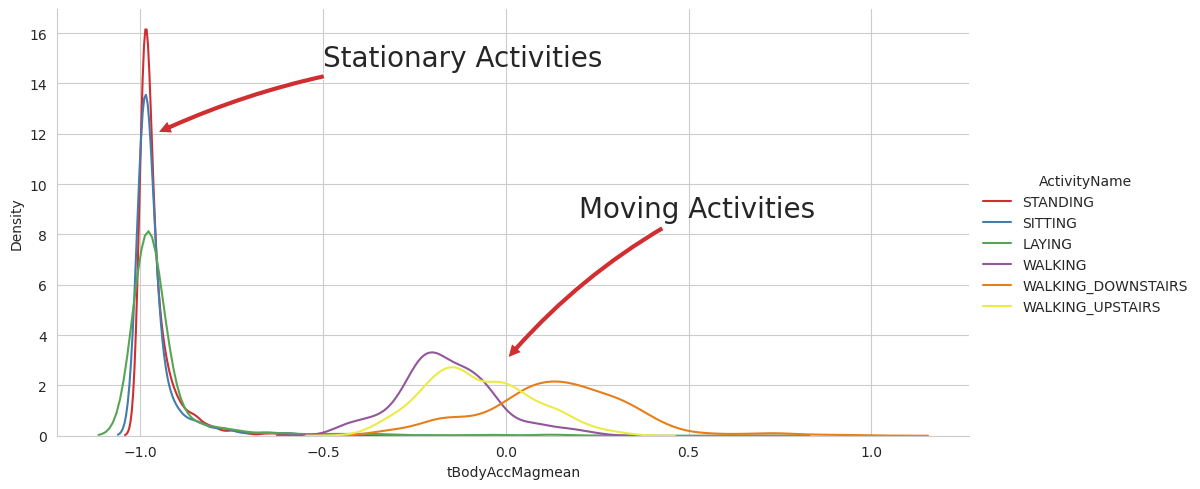 Stationary Activities
Moving Activities
16
14
12
10
8
6
4
2
0
Density
−1.0
−0.5
0.0
0.5
1.0
tBodyAccMagmean
ActivityName
STANDING
SITTING
LAYING
WALKING
WALKING_DOWNSTAIRS
WALKING_UPSTAIRS